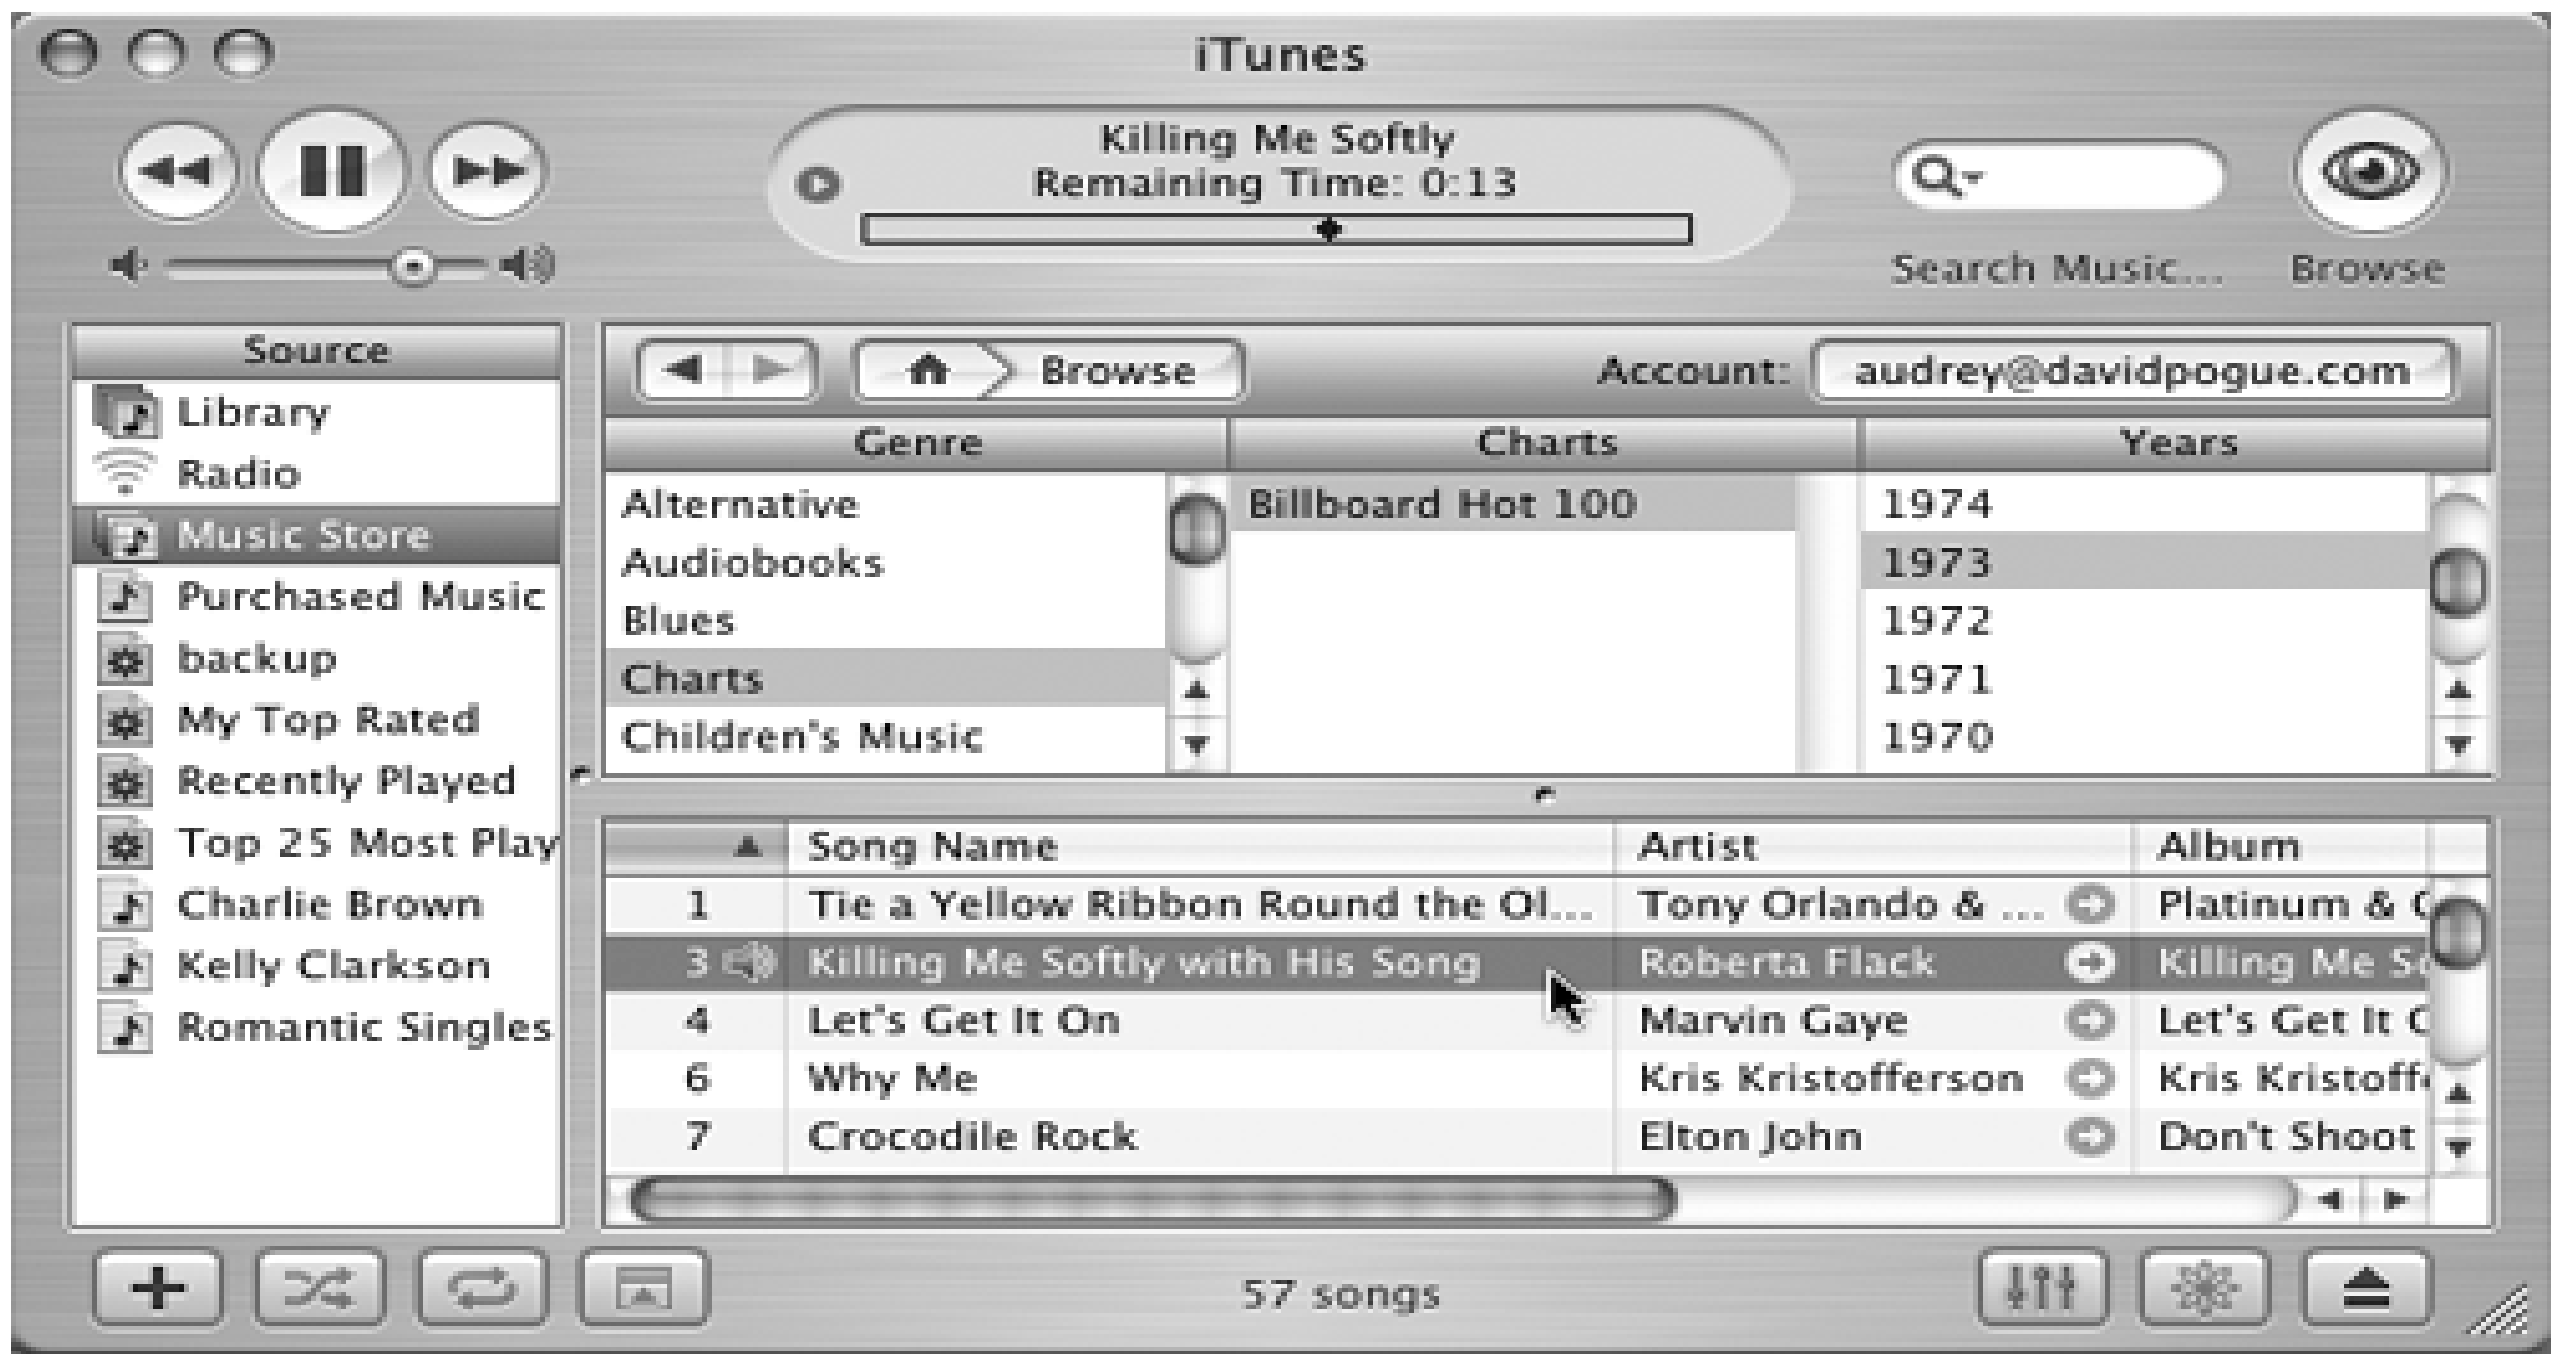 iTunes
Killing Me Softly
Remaining Time: 0:13
Search Music...
Browse
Source
Library
Radio
Music Store
Purchased Music
backup
My Top Rated
Recently Played
Top 25 Most Play
Charlie Brown
Kelly Clarkson
Romantic Singles
Browse
Account: audrey@davidpogue.com
Genre Charts Years
Alternative Billboard Hot 100 1974
Audiobooks 1973
Blues 1972
Charts 1971
Children's Music 1970
Song Name Artist Album
1 Tie a Yellow Ribbon Round the Ol... Tony Orlando & ... Platinum &
3 Killing Me Softly with His Song Roberta Flack Killing Me So
4 Let's Get It On Marvin Gaye Let's Get It
6 Why Me Kris Kristofferson Kris Kristoff
7 Crocodile Rock Elton John Don't Shoot
57 songs